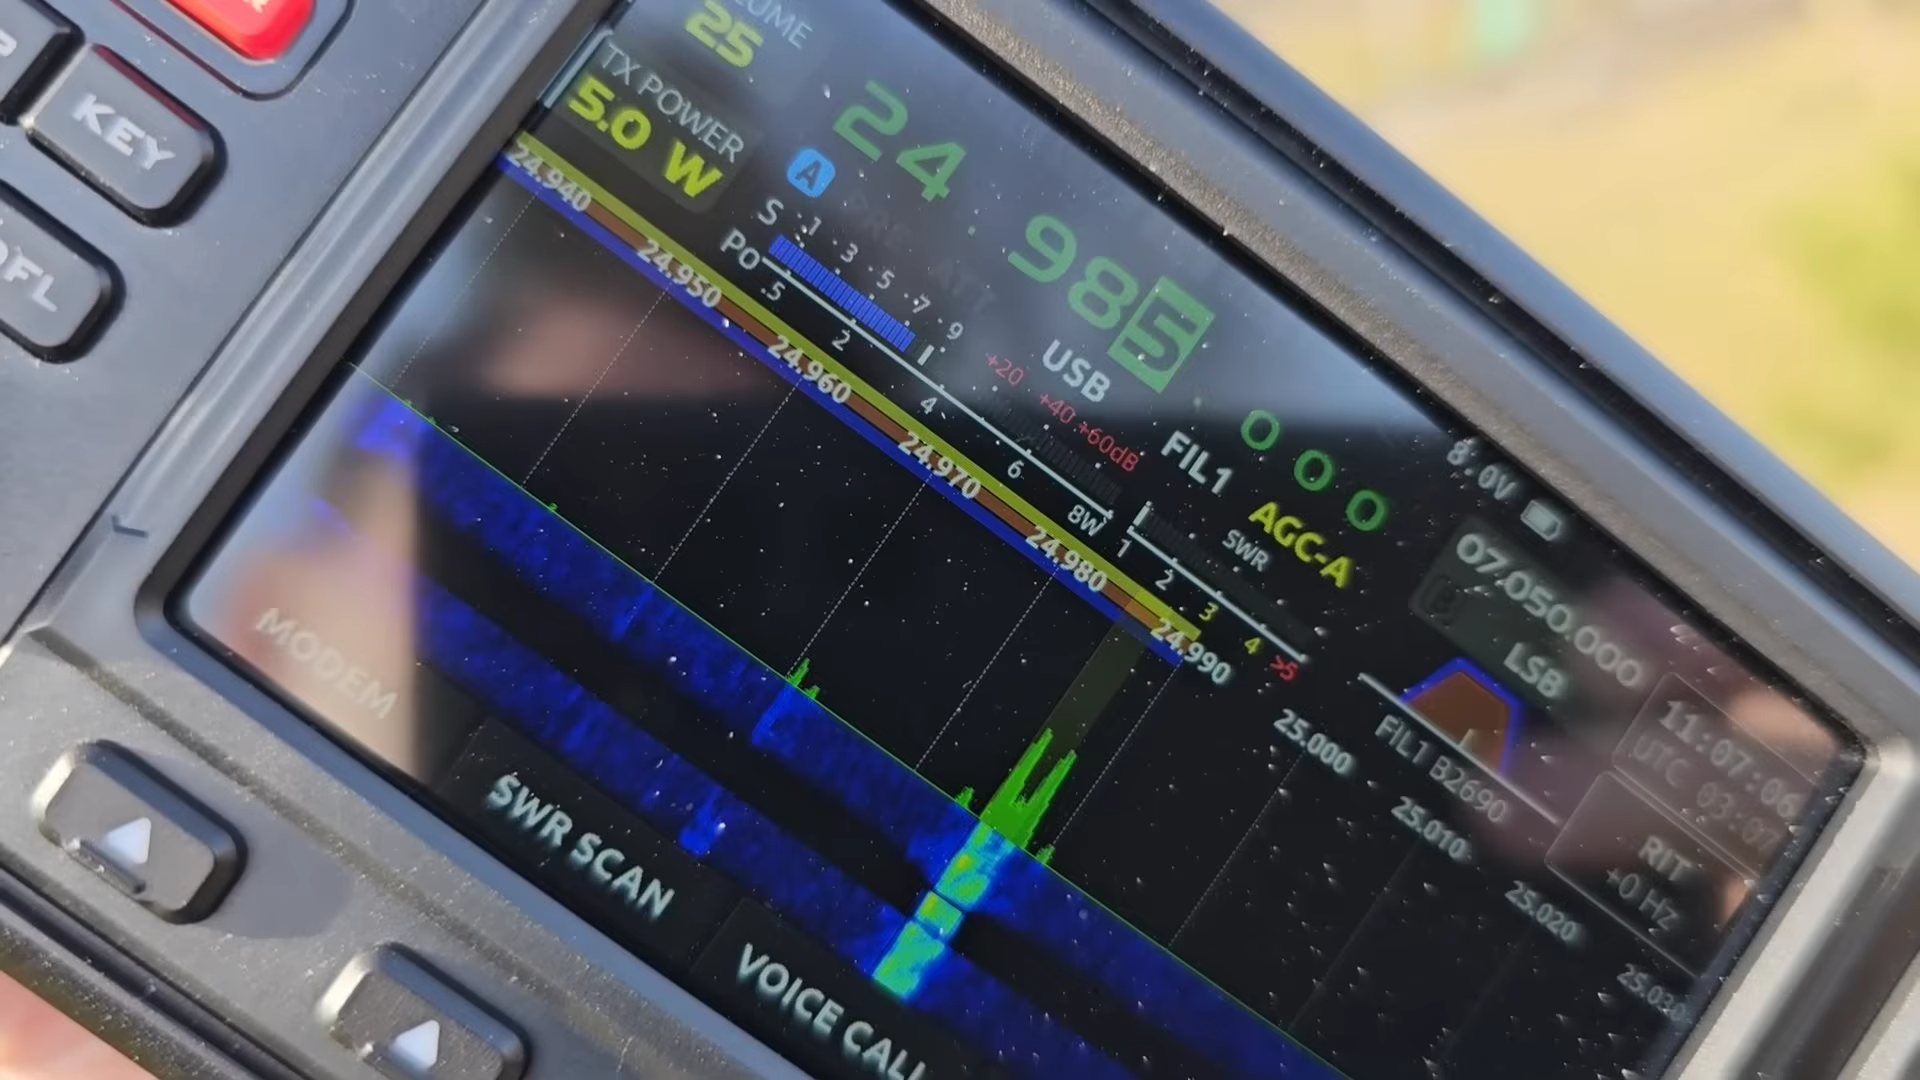 KEY
VOLUME
25
TX POWER
5.0 W
24.985.000
A
USB
FIL1
AGC-A
8.0V
S ·1 ·3 ·5 ·7 ·9 +20 +40 +60dB
PO .5 2 4 6 8W
SWR
1 2 3 4 >5
07.050.000
LSB
FIL1 B2690
11:07:06
UTC 03:07
RIT
+0 Hz
24.940 24.950 24.960 24.970 24.980 24.990 25.000 25.010 25.020 25.030
MODEM
SWR SCAN
VOICE CALL